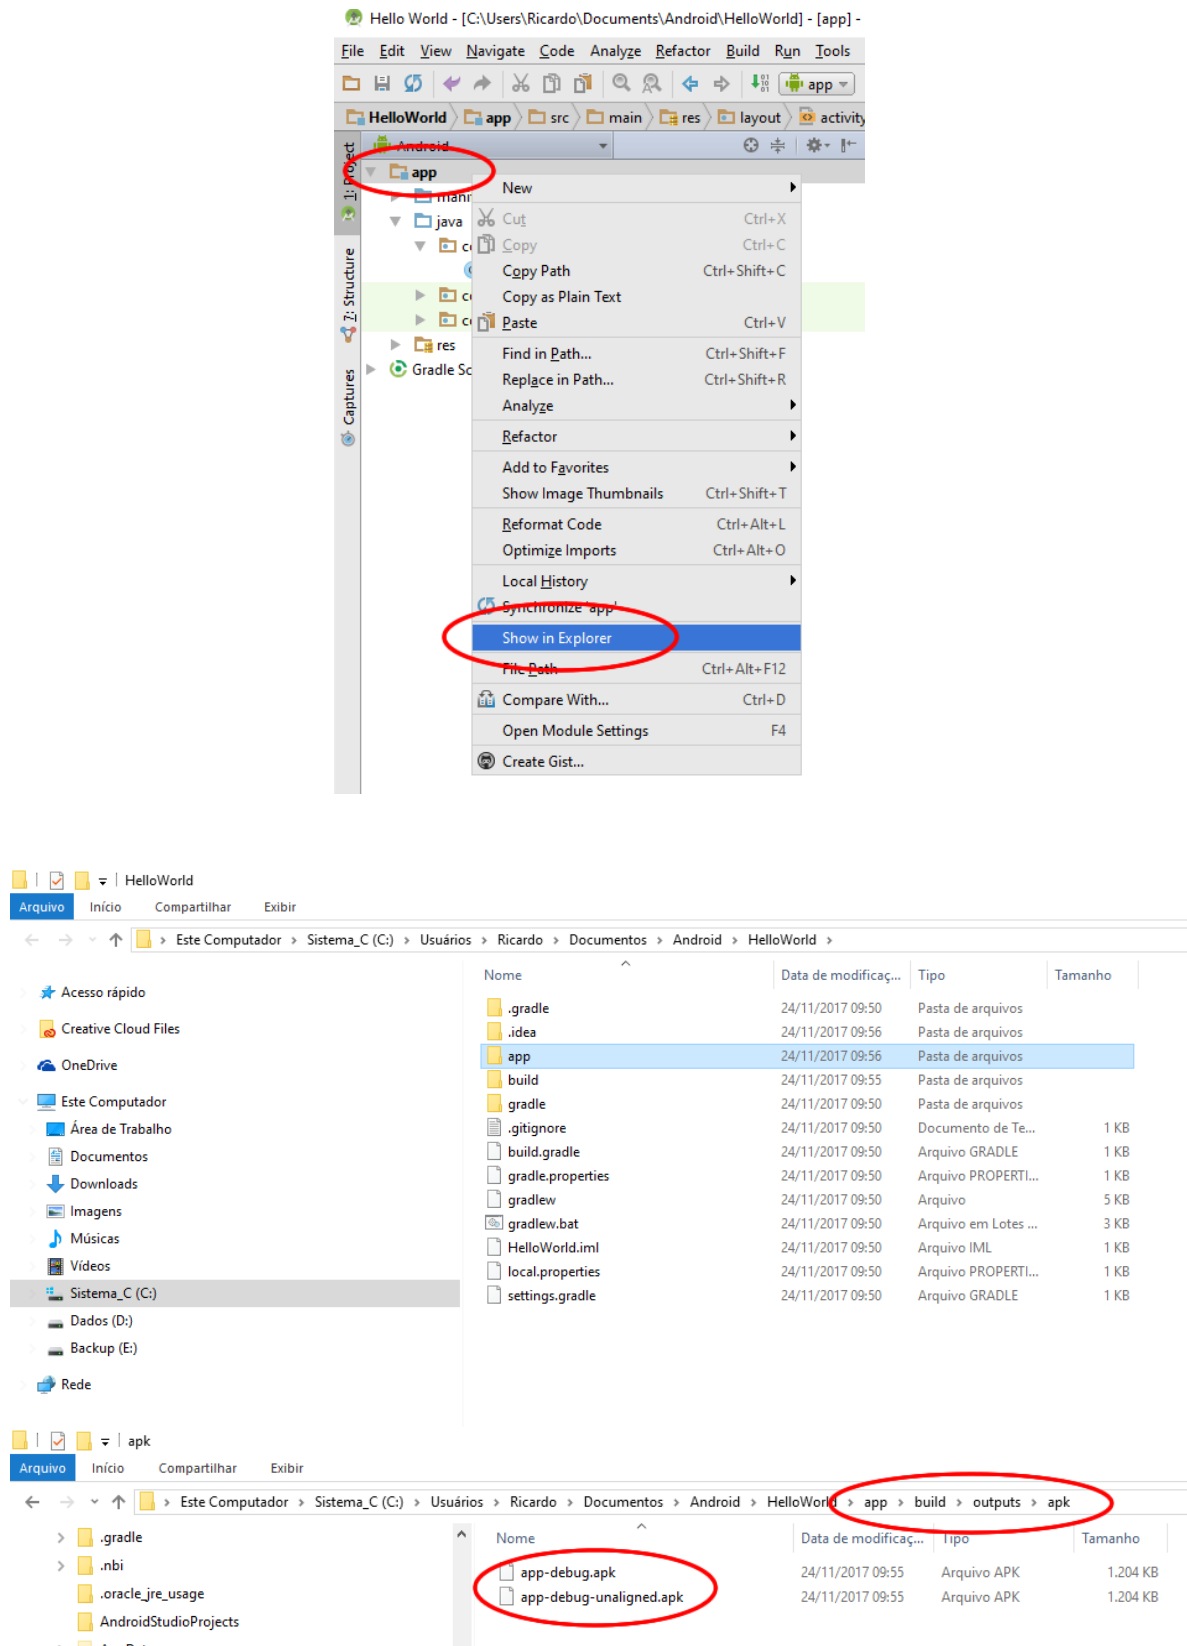 Hello World - [C:\Users\Ricardo\Documents\Android\HelloWorld] - [app] -
File Edit View Navigate Code Analyze Refactor Build Run Tools
app
HelloWorld app src main res layout activity
1: Project
7: Structure
Captures
Android
app
java
res
New
Cut Ctrl+X
Copy Ctrl+C
Copy Path Ctrl+Shift+C
Copy as Plain Text
Paste Ctrl+V
Find in Path... Ctrl+Shift+F
Replace in Path... Ctrl+Shift+R
Analyze
Refactor
Add to Favorites
Show Image Thumbnails Ctrl+Shift+T
Reformat Code Ctrl+Alt+L
Optimize Imports Ctrl+Alt+O
Local History
Synchronize 'app'
Show in Explorer
File Path Ctrl+Alt+F12
Compare With... Ctrl+D
Open Module Settings F4
Create Gist...
Gradle Sc
HelloWorld
Arquivo Início Compartilhar Exibir
Este Computador > Sistema_C (C:) > Usuários > Ricardo > Documentos > Android > HelloWorld >
Acesso rápido
Creative Cloud Files
OneDrive
Este Computador
Área de Trabalho
Documentos
Downloads
Imagens
Músicas
Vídeos
Sistema_C (C:)
Dados (D:)
Backup (E:)
Rede
Nome Data de modificaç... Tipo Tamanho
.gradle 24/11/2017 09:50 Pasta de arquivos
.idea 24/11/2017 09:56 Pasta de arquivos
app 24/11/2017 09:56 Pasta de arquivos
build 24/11/2017 09:55 Pasta de arquivos
gradle 24/11/2017 09:50 Pasta de arquivos
.gitignore 24/11/2017 09:50 Documento de Te... 1 KB
build.gradle 24/11/2017 09:50 Arquivo GRADLE 1 KB
gradle.properties 24/11/2017 09:50 Arquivo PROPERTI... 1 KB
gradlew 24/11/2017 09:50 Arquivo 5 KB
gradlew.bat 24/11/2017 09:50 Arquivo em Lotes ... 3 KB
HelloWorld.iml 24/11/2017 09:50 Arquivo IML 1 KB
local.properties 24/11/2017 09:50 Arquivo PROPERTI... 1 KB
settings.gradle 24/11/2017 09:50 Arquivo GRADLE 1 KB
apk
Arquivo Início Compartilhar Exibir
Este Computador > Sistema_C (C:) > Usuários > Ricardo > Documentos > Android > HelloWorld > app > build > outputs > apk
.gradle
.nbi
.oracle_jre_usage
AndroidStudioProjects
Nome Data de modificaç... Tipo Tamanho
app-debug.apk 24/11/2017 09:55 Arquivo APK 1.204 KB
app-debug-unaligned.apk 24/11/2017 09:55 Arquivo APK 1.204 KB